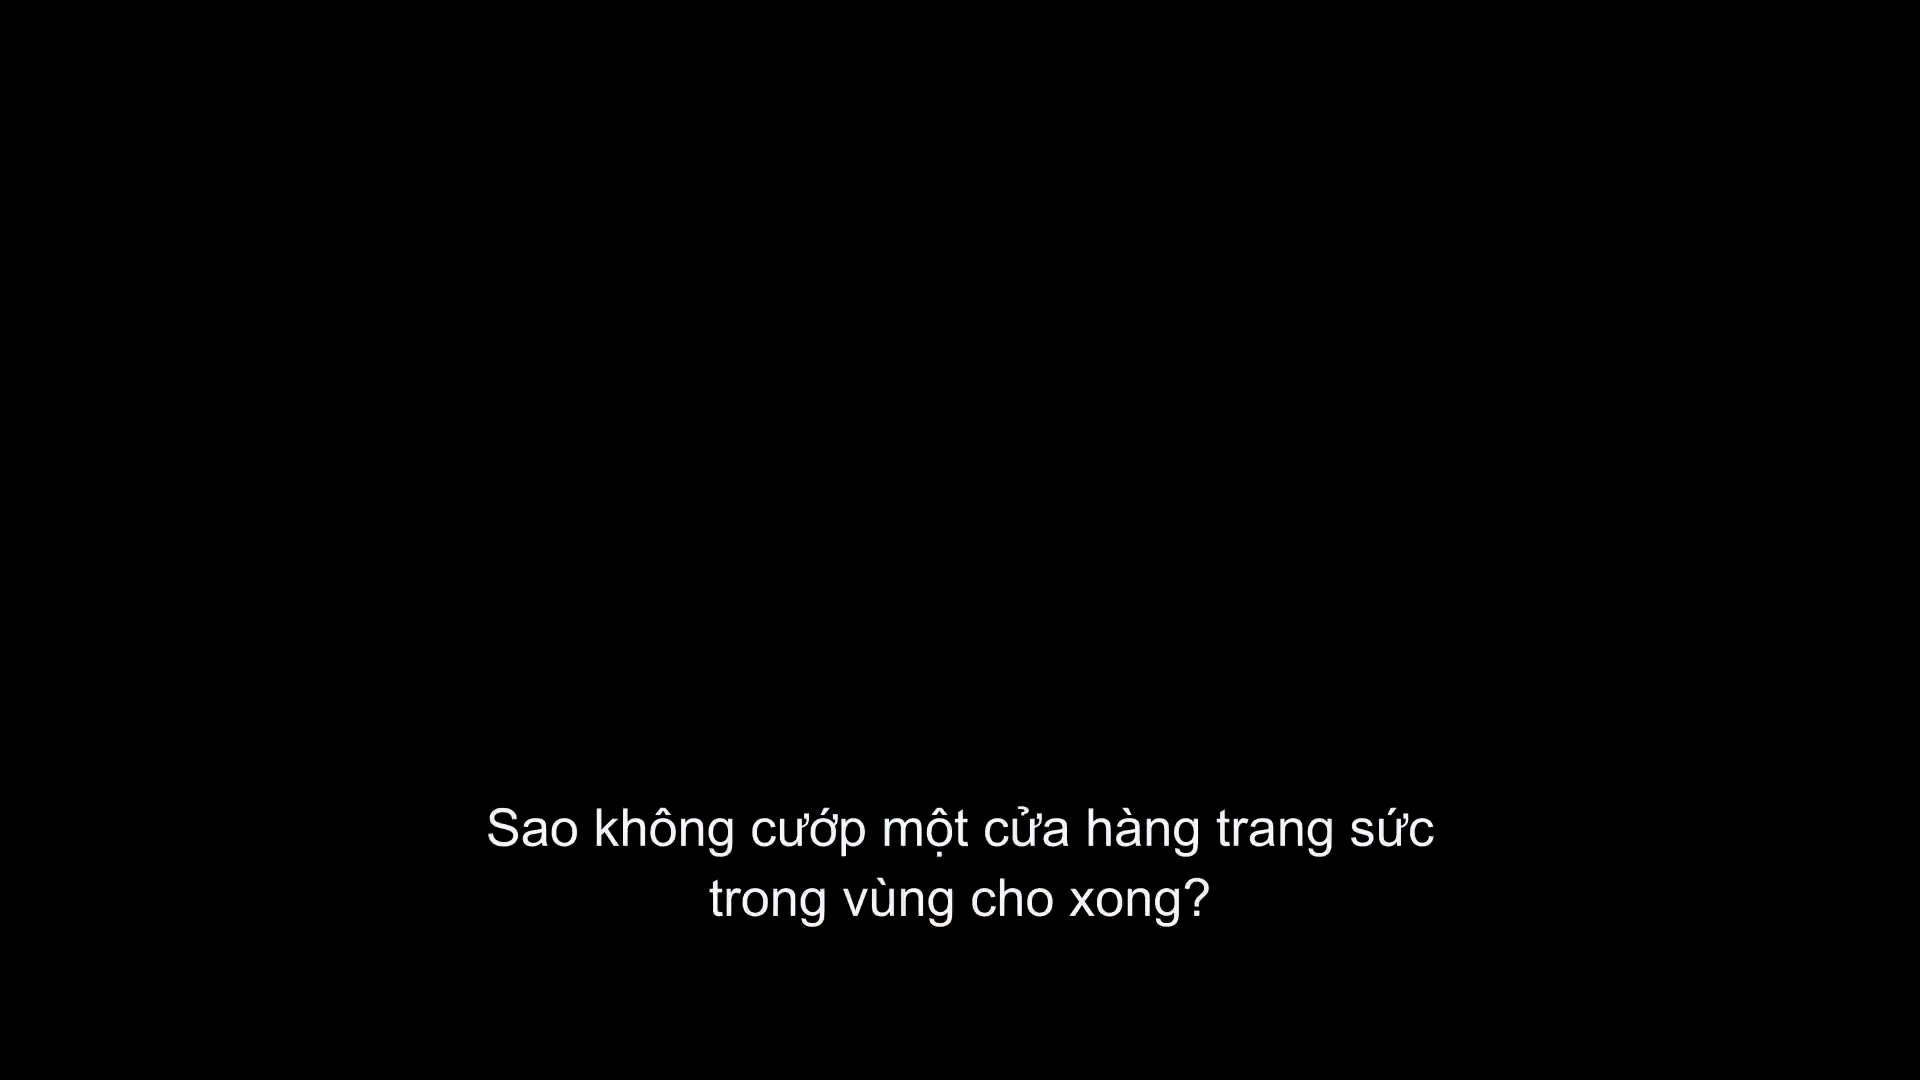 Sao không cướp một cửa hàng trang sức
trong vùng cho xong?